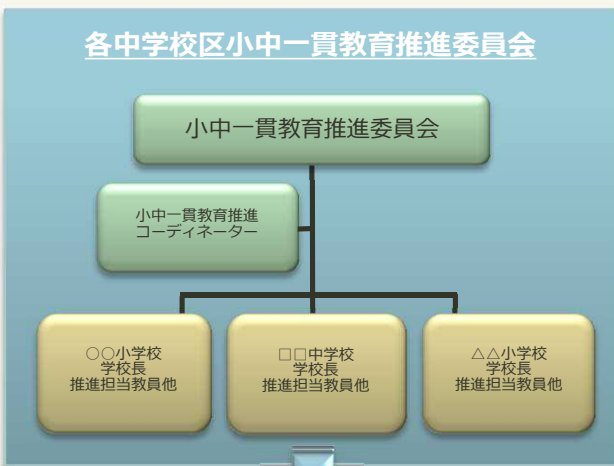 各中学校区小中一貫教育推進委員会
小中一貫教育推進委員会
小中一貫教育推進
コーディネーター
○○小学校
学校長
推進担当教員他
□□中学校
学校長
推進担当教員他
△△小学校
学校長
推進担当教員他